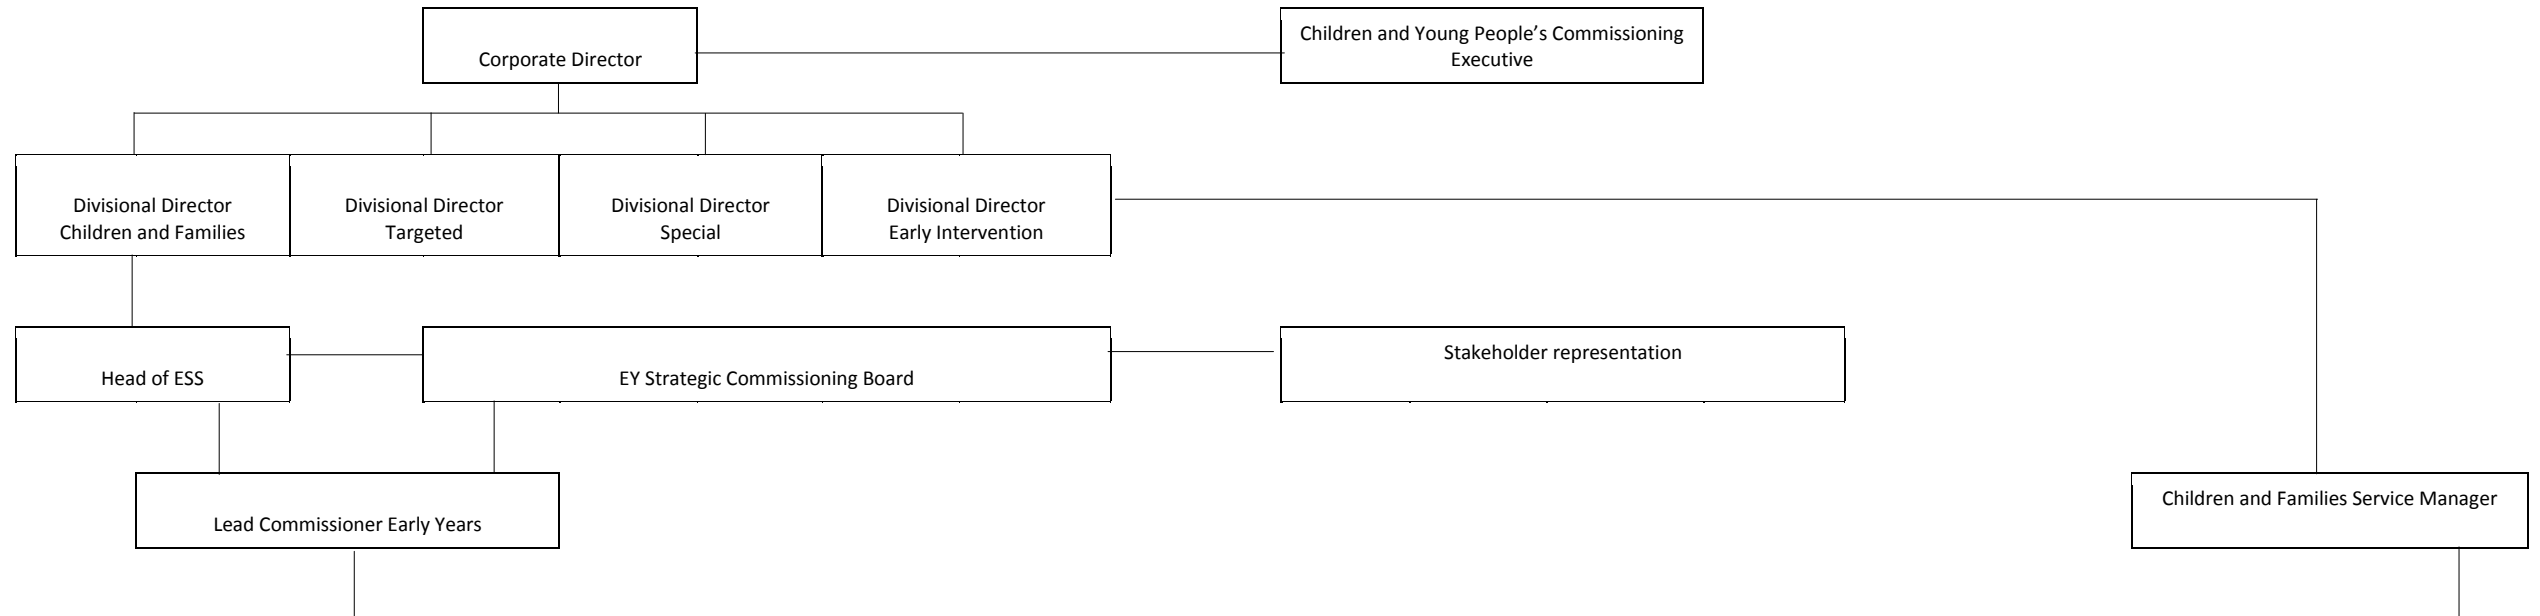 Corporate Director
Children and Young People’s Commissioning
Executive
Divisional Director
Children and Families
Divisional Director
Targeted
Divisional Director
Special
Divisional Director
Early Intervention
Head of ESS
EY Strategic Commissioning Board
Stakeholder representation
Lead Commissioner Early Years
Children and Families Service Manager